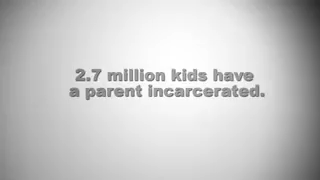 2.7 million kids have
a parent incarcerated.